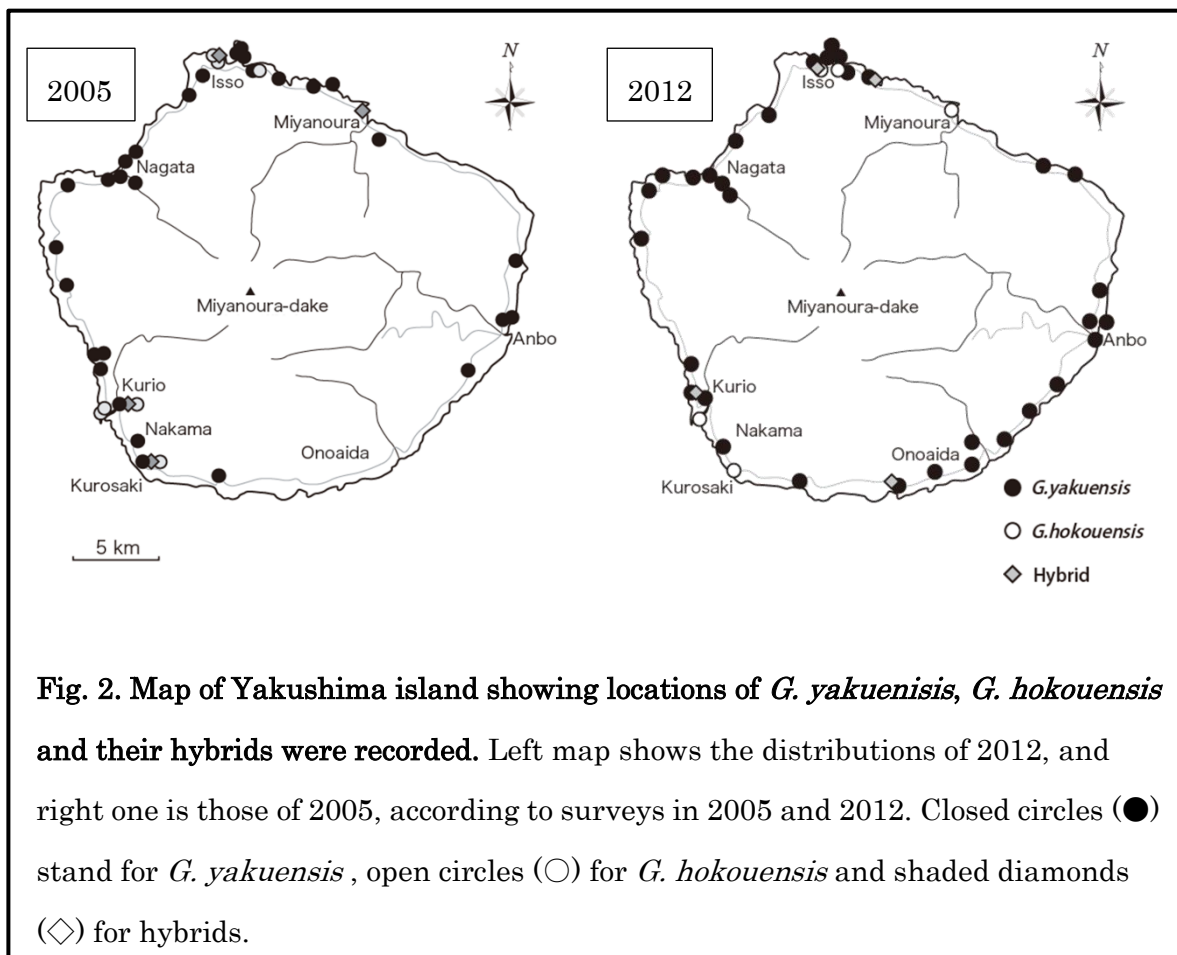 2005
N
Isso
Miyanoura
Nagata
Miyanoura-dake
Anbo
Kurio
Nakama
Onoaida
Kurosaki
5 km
2012
N
Isso
Miyanoura
Nagata
Miyanoura-dake
Anbo
Kurio
Nakama
Onoaida
Kurosaki
● G.yakuensis
○ G.hokouensis
◇ Hybrid
Fig. 2. Map of Yakushima island showing locations of G. yakuenisis, G. hokouensis
and their hybrids were recorded. Left map shows the distributions of 2012, and
right one is those of 2005, according to surveys in 2005 and 2012. Closed circles (●)
stand for G. yakuensis , open circles (○) for G. hokouensis and shaded diamonds
(◇) for hybrids.